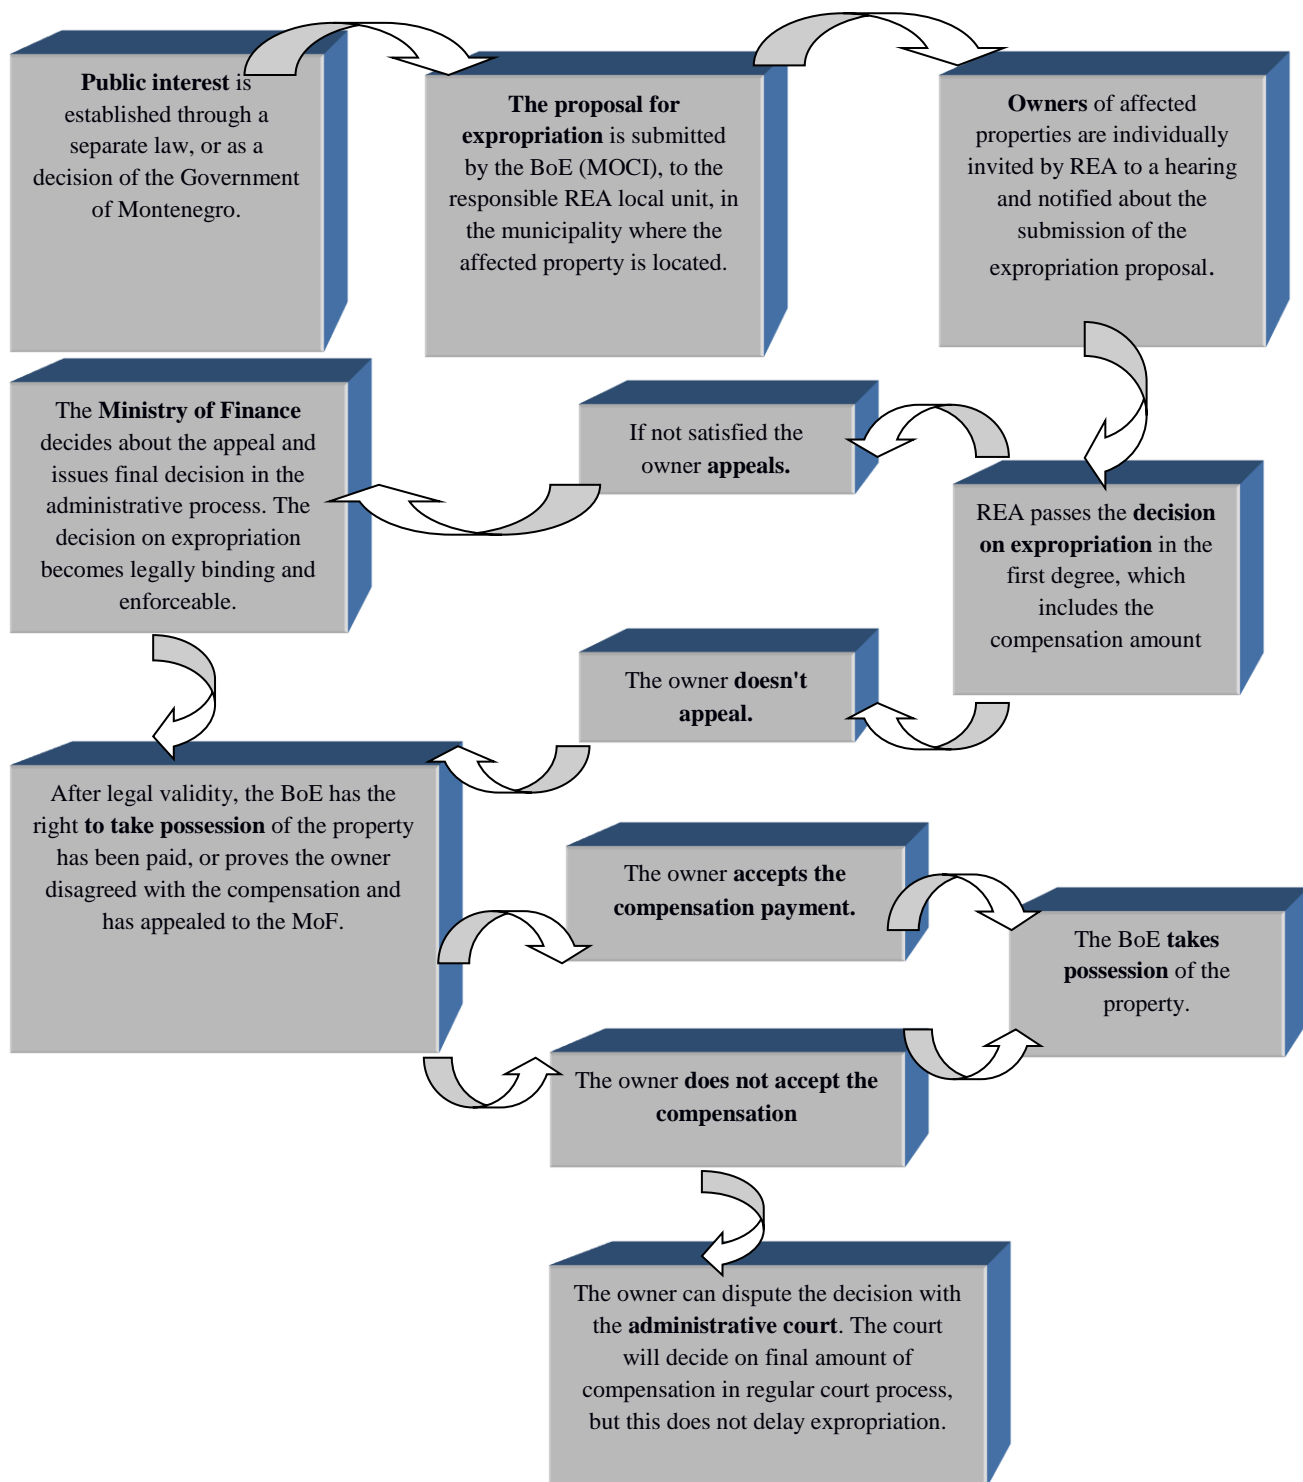 Public interest is
established through a
separate law, or as a
decision of the Government
of Montenegro.
The proposal for
expropriation is submitted
by the BoE (MOCI), to the
responsible REA local unit, in
the municipality where the
affected property is located.
Owners of affected
properties are individually
invited by REA to a hearing
and notified about the
submission of the
expropriation proposal.
The Ministry of Finance
decides about the appeal and
issues final decision in the
administrative process. The
decision on expropriation
becomes legally binding and
enforceable.
If not satisfied the
owner appeals.
REA passes the decision
on expropriation in the
first degree, which
includes the
compensation amount
The owner doesn't
appeal.
After legal validity, the BoE has the
right to take possession of the property
has been paid, or proves the owner
disagreed with the compensation and
has appealed to the MoF.
The owner accepts the
compensation payment.
The BoE takes
possession of the
property.
The owner does not accept the
compensation
The owner can dispute the decision with
the administrative court. The court
will decide on final amount of
compensation in regular court process,
but this does not delay expropriation.